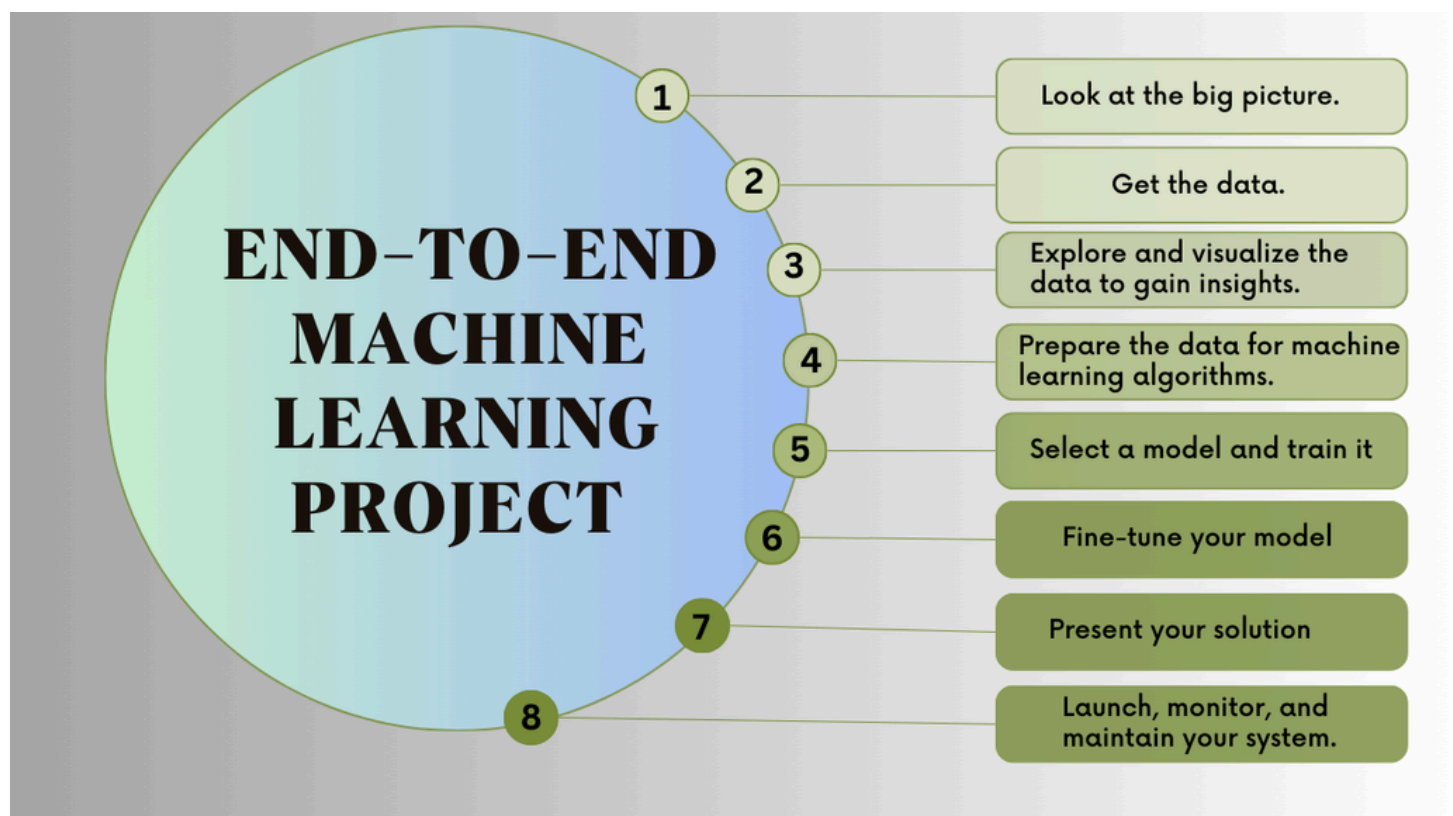 END-TO-END
MACHINE
LEARNING
PROJECT
1
Look at the big picture.
2
Get the data.
3
Explore and visualize the
data to gain insights.
4
Prepare the data for machine
learning algorithms.
5
Select a model and train it
6
Fine-tune your model
7
Present your solution
8
Launch, monitor, and
maintain your system.